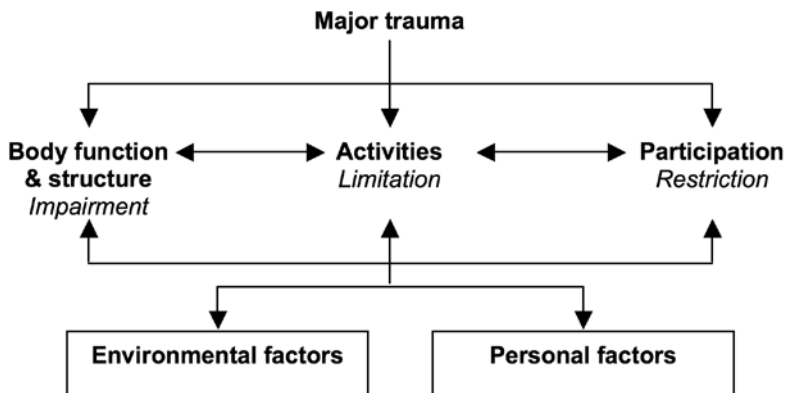 Major trauma
Body function
& structure
Impairment
Activities
Limitation
Participation
Restriction
Environmental factors
Personal factors